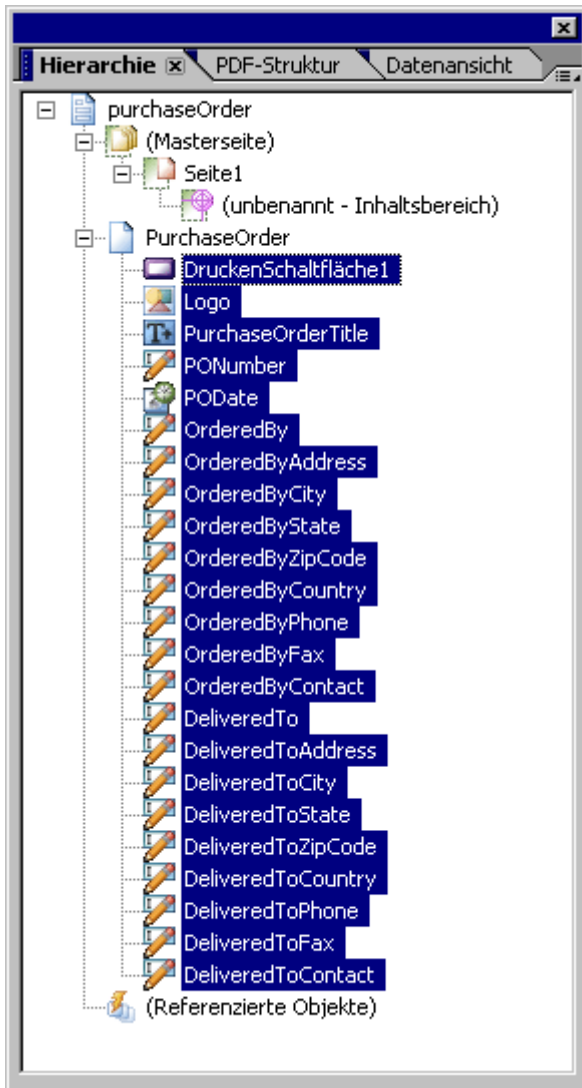 Hierarchie PDF-Struktur Datenansicht
purchaseOrder
(Masterseite)
Seite1
(unbenannt - Inhaltsbereich)
PurchaseOrder
DruckenSchaltfläche1
Logo
PurchaseOrderTitle
PONumber
PODate
OrderedBy
OrderedByAddress
OrderedByCity
OrderedByState
OrderedByZipCode
OrderedByCountry
OrderedByPhone
OrderedByFax
OrderedByContact
DeliveredTo
DeliveredToAddress
DeliveredToCity
DeliveredToState
DeliveredToZipCode
DeliveredToCountry
DeliveredToPhone
DeliveredToFax
DeliveredToContact
(Referenzierte Objekte)